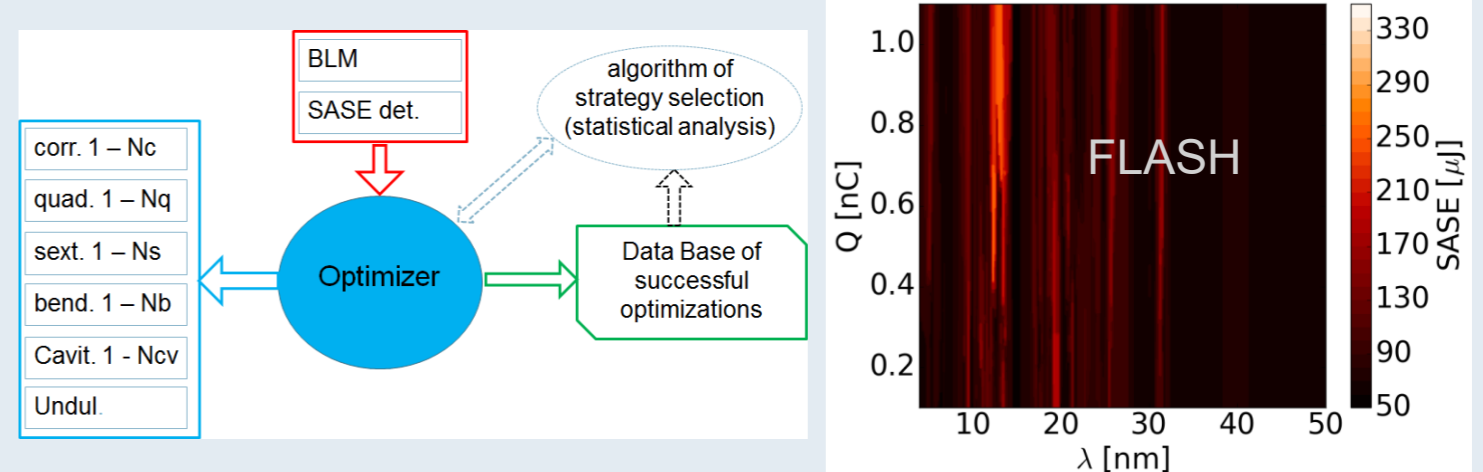 BLM
SASE det.
algorithm of
strategy selection
(statistical analysis)
corr. 1 – Nc
quad. 1 – Nq
sext. 1 – Ns
bend. 1 – Nb
Cavit. 1 - Ncv
Undul.
Optimizer
Data Base of
successful
optimizations
FLASH
Q [nC]
1.0
0.8
0.6
0.4
0.2
10 20 30 40 50
λ [nm]
330
290
250
210
170
130
90
50
SASE [μJ]